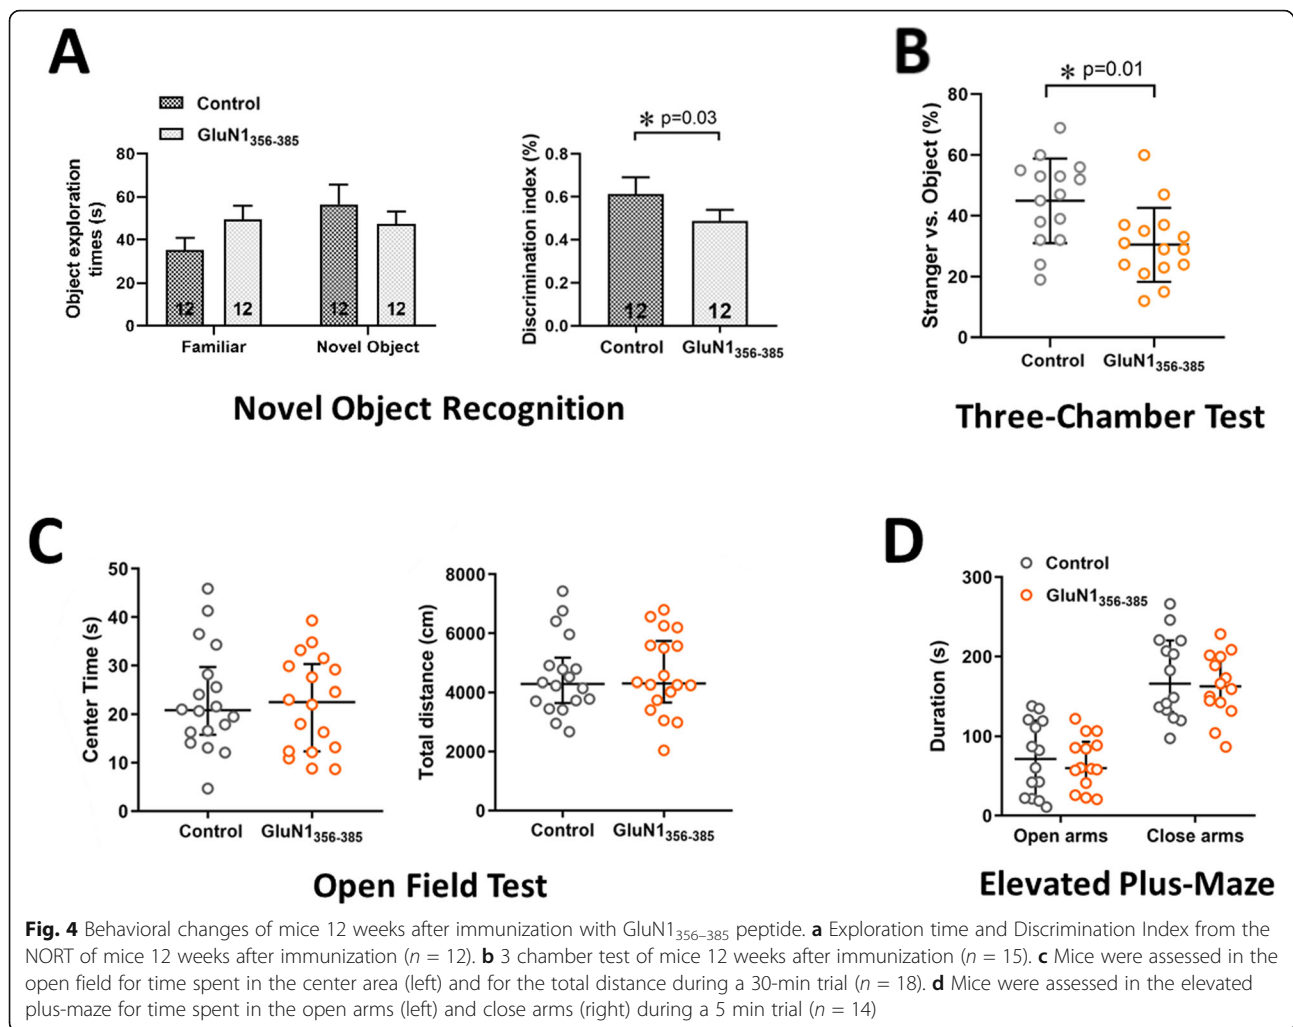 A
Control
GluN1356-385
Object exploration
times (s)
80
60
40
20
0
12
12
12
12
Familiar
Novel Object
* p=0.03
Discrimination index (%)
0.8
0.6
0.4
0.2
0.0
12
12
Control
GluN1356-385
Novel Object Recognition
B
* p=0.01
Stranger vs. Object (%)
80
60
40
20
0
Control
GluN1356-385
Three-Chamber Test
C
Center Time (s)
50
40
30
20
10
0
Control
GluN1356-385
Total distance (cm)
8000
6000
4000
2000
0
Control
GluN1356-385
Open Field Test
D
Control
GluN1356-385
Duration (s)
300
200
100
0
Open arms
Close arms
Elevated Plus-Maze
Fig. 4 Behavioral changes of mice 12 weeks after immunization with GluN1356–385 peptide. a Exploration time and Discrimination Index from the
NORT of mice 12 weeks after immunization (n = 12). b 3 chamber test of mice 12 weeks after immunization (n = 15). c Mice were assessed in the
open field for time spent in the center area (left) and for the total distance during a 30-min trial (n = 18). d Mice were assessed in the elevated
plus-maze for time spent in the open arms (left) and close arms (right) during a 5 min trial (n = 14)